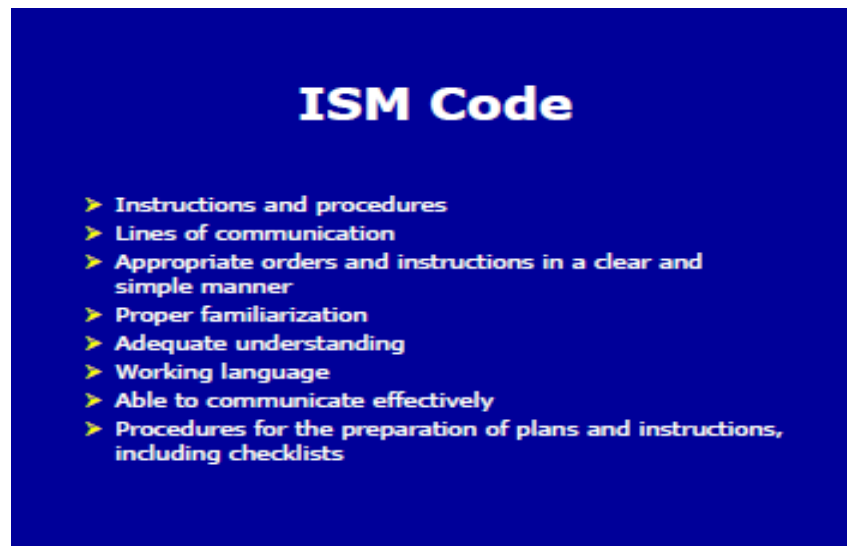 ISM Code
➤ Instructions and procedures
➤ Lines of communication
➤ Appropriate orders and instructions in a clear and
simple manner
➤ Proper familiarization
➤ Adequate understanding
➤ Working language
➤ Able to communicate effectively
➤ Procedures for the preparation of plans and instructions,
including checklists